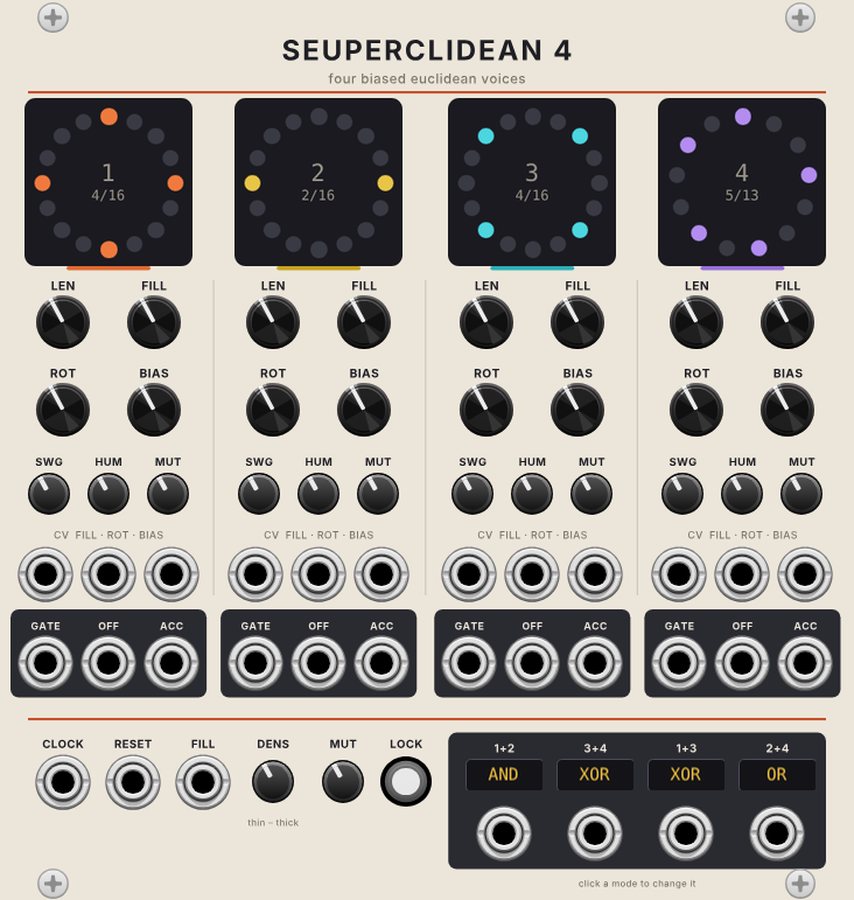 SEUPERCLIDEAN 4
four biased euclidean voices
1 2 3 4
4/16 2/16 4/16 5/13
LEN FILL LEN FILL LEN FILL LEN FILL
ROT BIAS ROT BIAS ROT BIAS ROT BIAS
SWG HUM MUT SWG HUM MUT SWG HUM MUT SWG HUM MUT
CV FILL · ROT · BIAS CV FILL · ROT · BIAS CV FILL · ROT · BIAS CV FILL · ROT · BIAS
GATE OFF ACC GATE OFF ACC GATE OFF ACC GATE OFF ACC
CLOCK RESET FILL DENS MUT LOCK 1+2 3+4 1+3 2+4
AND XOR XOR OR
thin – thick
click a mode to change it